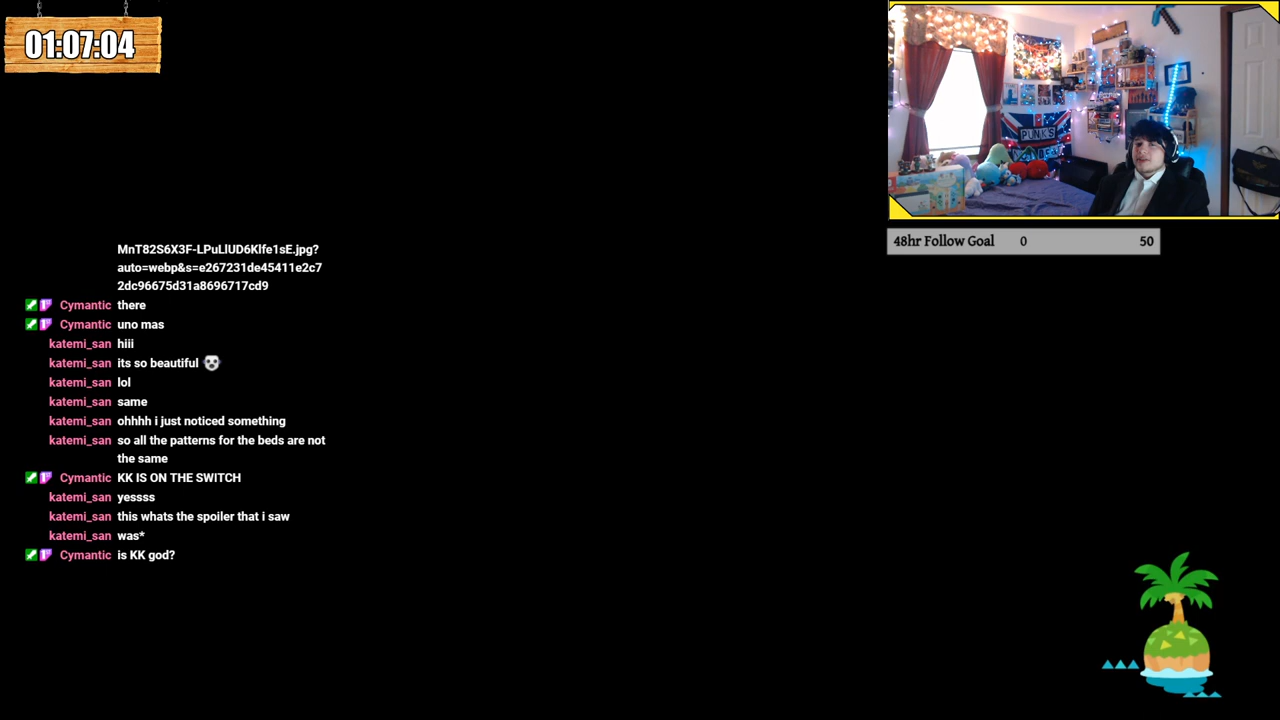 01:07:04
PUNKS
48hr Follow Goal 0 50
MnT82S6X3F-LPuLlUD6Klfe1sE.jpg?
auto=webp&s=e267231de45411e2c7
2dc96675d31a8696717cd9
Cymantic there
Cymantic uno mas
katemi_san hiii
katemi_san its so beautiful
katemi_san lol
katemi_san same
katemi_san ohhhh i just noticed something
katemi_san so all the patterns for the beds are not
the same
Cymantic KK IS ON THE SWITCH
katemi_san yessss
katemi_san this whats the spoiler that i saw
katemi_san was*
Cymantic is KK god?